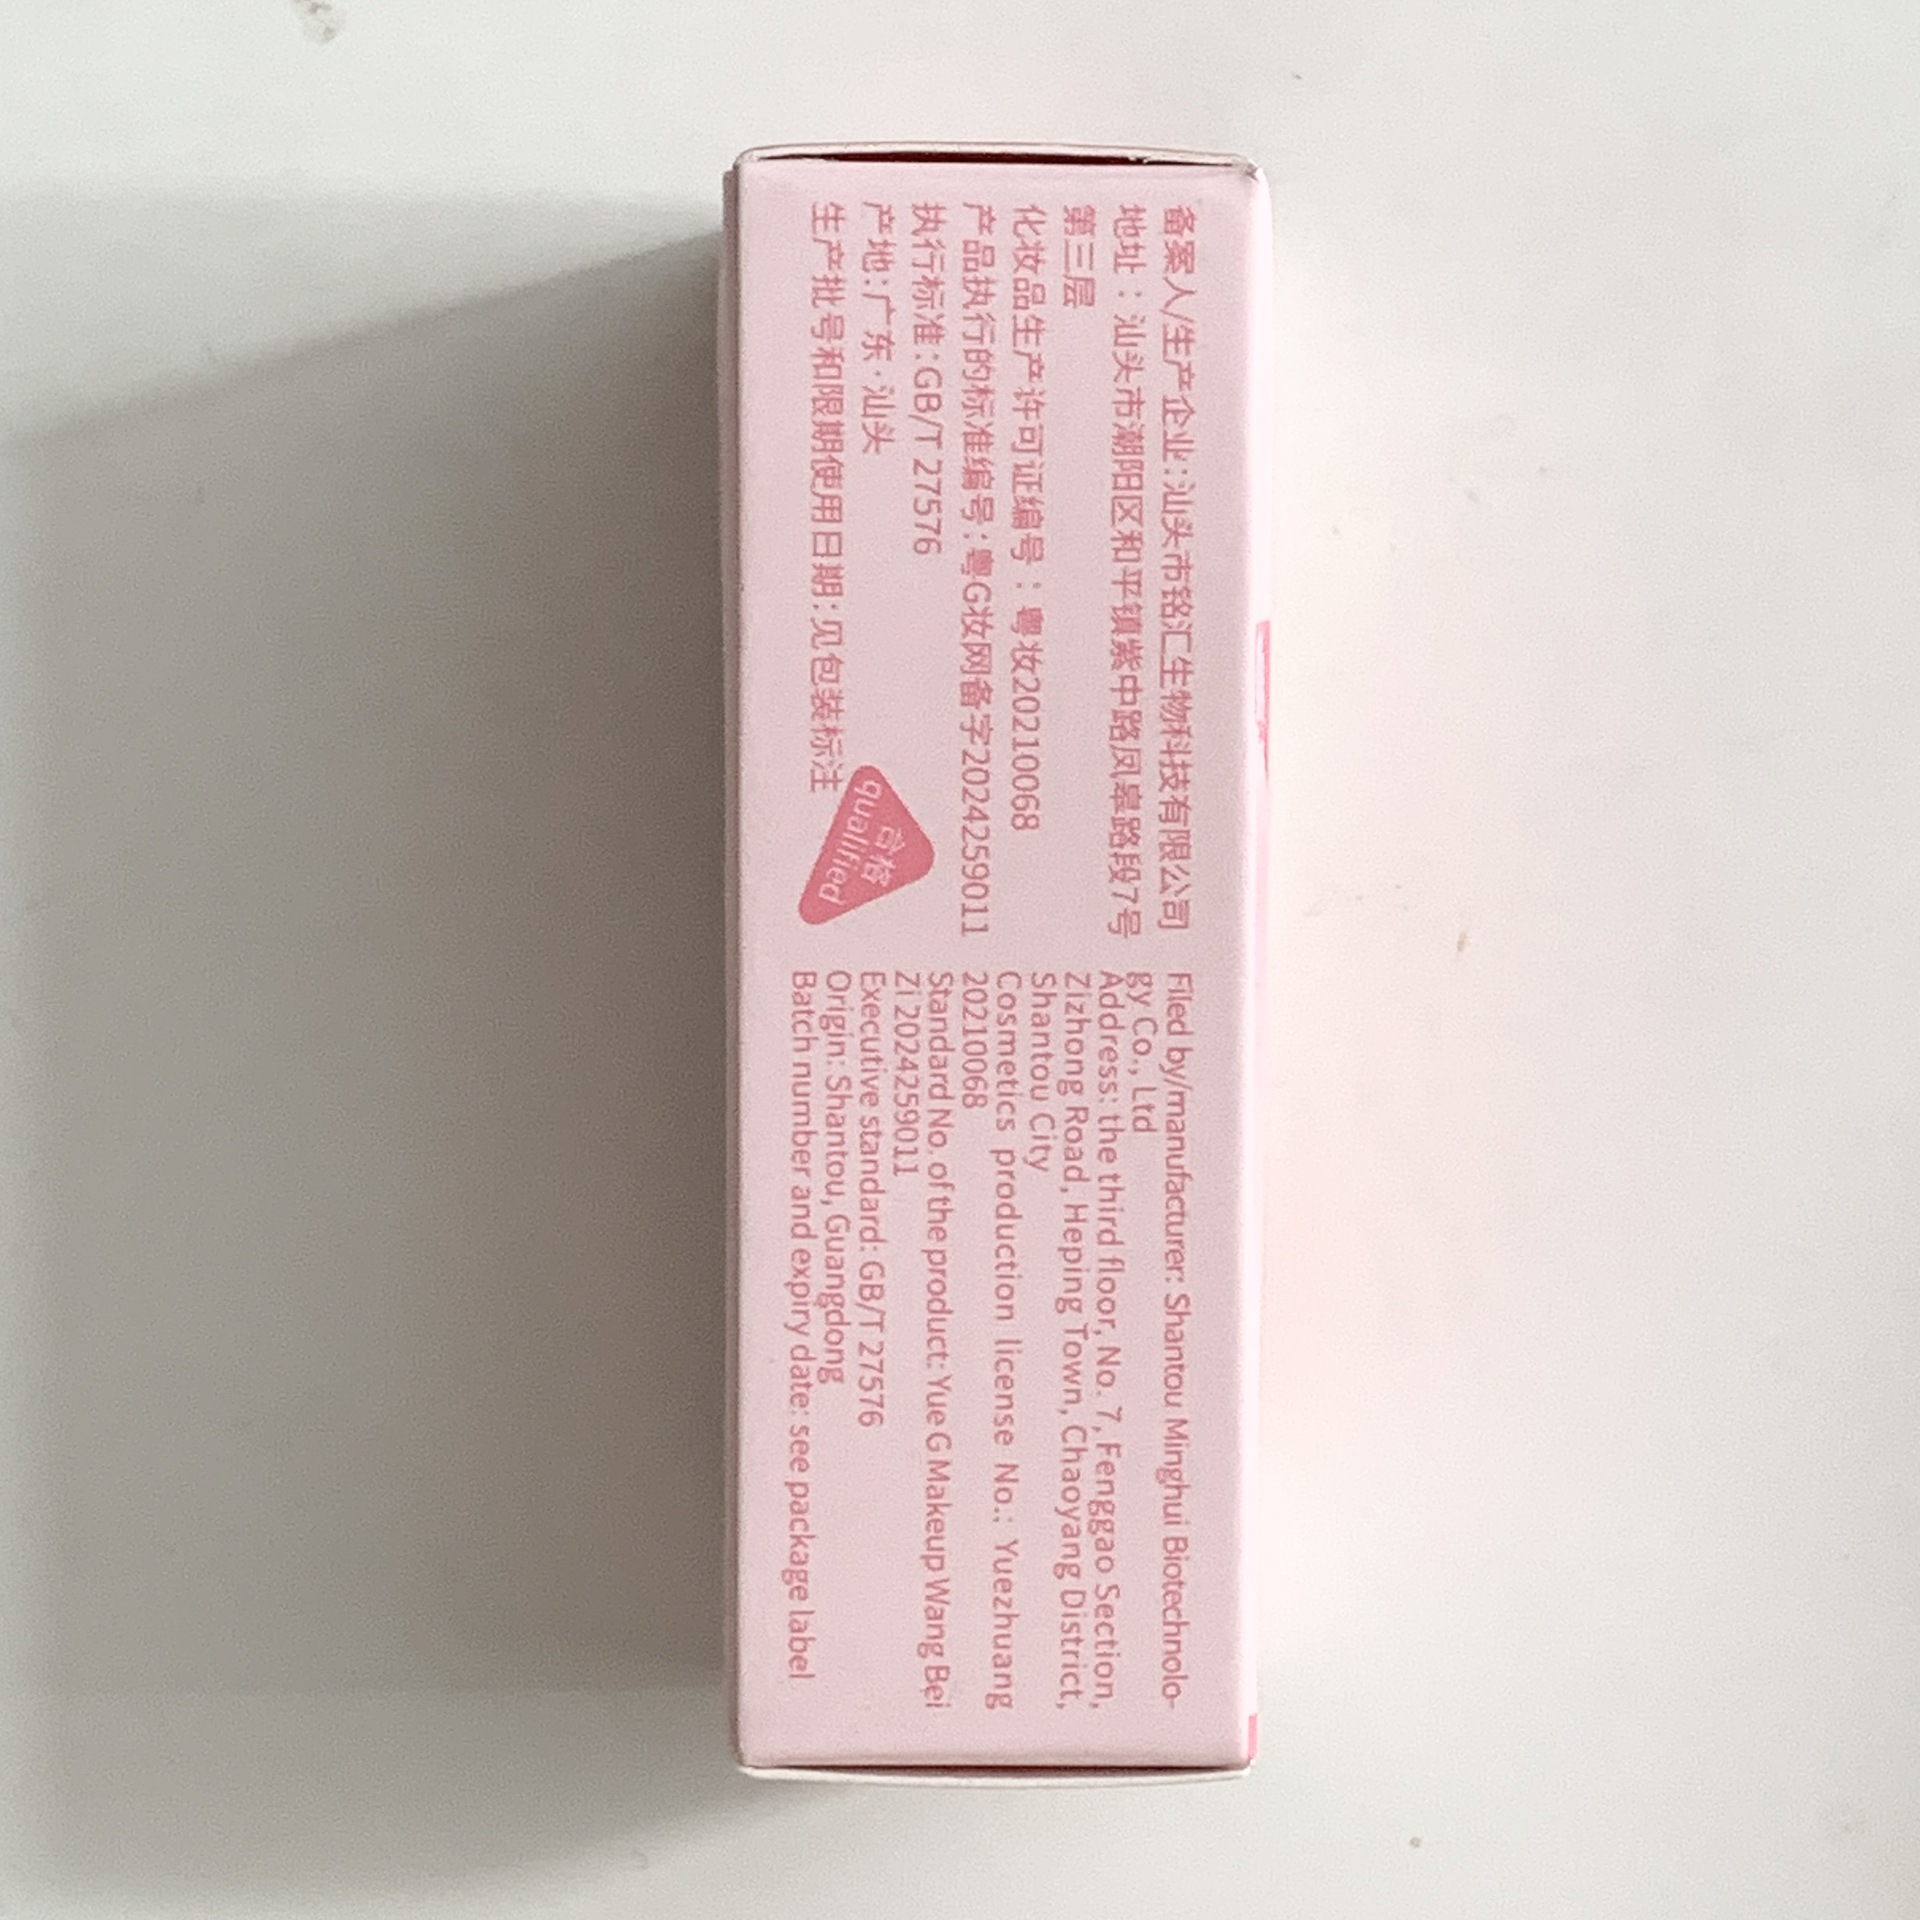 备案人/生产企业:汕头市铭汇生物科技有限公司
地址：汕头市潮阳区和平镇紫中路凤皋路段7号
第三层
化妆品生产许可证编号：粤妆20210068
产品执行的标准编号:粤G妆网备字2024259011
执行标准:GB/T 27576
产地:广东·汕头
生产批号和限期使用日期:见包装标注
合格
qualified
Filed by/manufacturer: Shantou Minghui Biotechnolo-
gy Co., Ltd
Address: the third floor, No. 7, Fenggao Section,
Zizhong Road, Heping Town, Chaoyang District,
Shantou City
Cosmetics production license No.: Yuezhuang
20210068
Standard No. of the product: Yue G Makeup Wang Bei
Zi 2024259011
Executive standard: GB/T 27576
Origin: Shantou, Guangdong
Batch number and expiry date: see package label